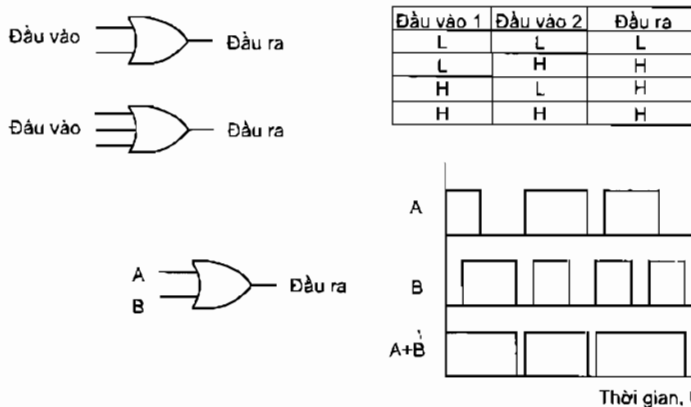 Đầu vào
Đầu ra
Đầu vào
Đầu ra
A
B
Đầu ra
Đầu vào 1 Đầu vào 2 Đầu ra
L L L
L H H
H L H
H H H
A
B
A+B
Thời gian,